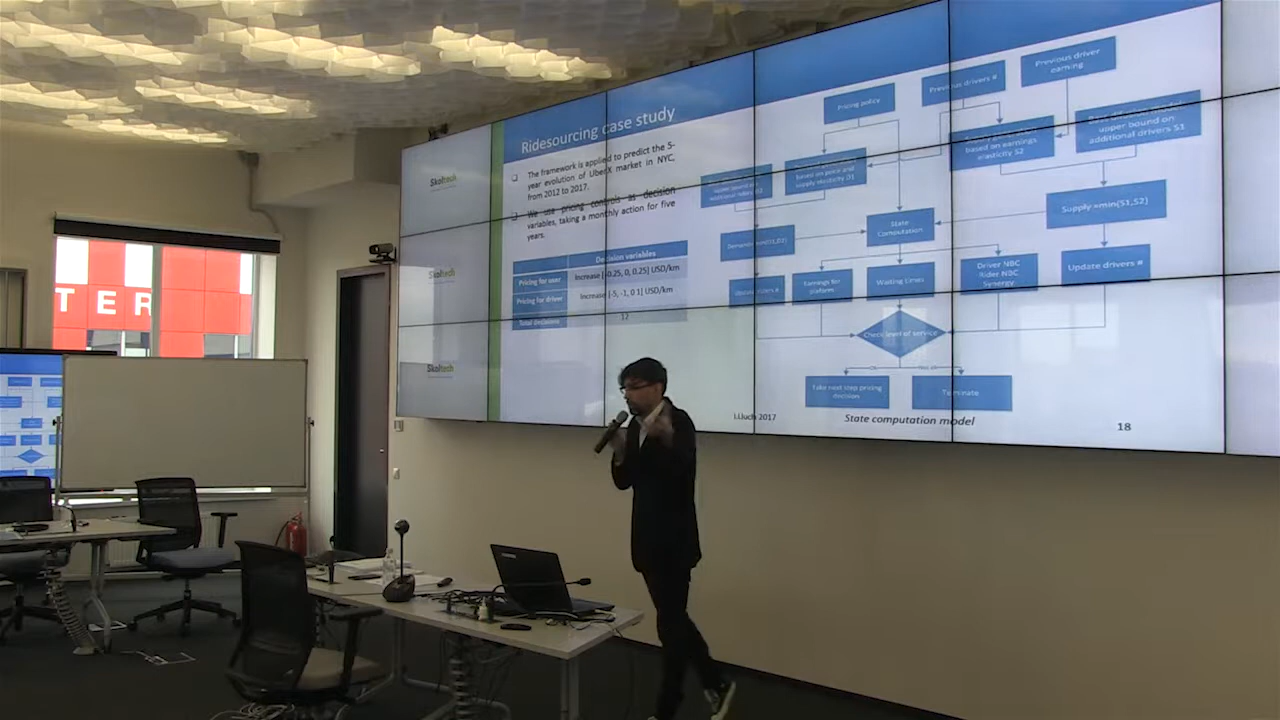 TER
Skoltech
Skoltech
Skoltech
Ridesourcing case study
The framework is applied to predict the 5-
year evolution of UberX market in NYC,
from 2012 to 2017.
We use pricing controls as decision
variables, taking a monthly action for five
years.
Decision variables
Pricing for user
Increase [-0.25, 0, 0.25] USD/km
Pricing for driver
Increase [-5, -1, 0 1] USD/km
Total decisions
12
Pricing policy
Previous drivers #
Previous driver
earning
based on price and
supply elasticity D1
based on earnings
elasticity S2
upper bound on
additional drivers S1
Supply =min(S1,S2)
State
Computation
Earnings for
platform
Waiting times
Driver NBC
Rider NBC
Synergy
Update drivers #
Check level of service
Take next step pricing
decision
Terminate
I.Lluch 2017
State computation model
18